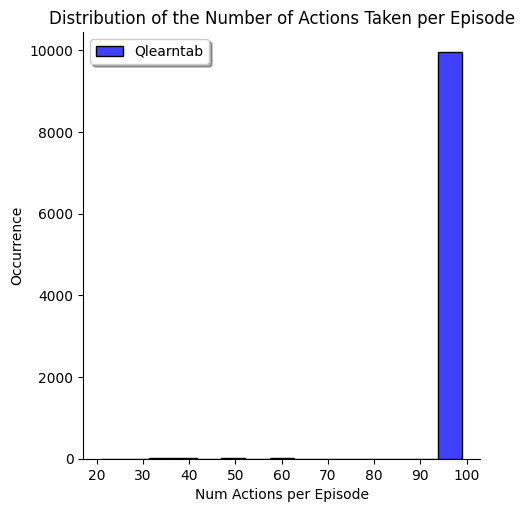 Distribution of the Number of Actions Taken per Episode
Qlearntab
10000
8000
6000
4000
2000
0
Occurrence
20 30 40 50 60 70 80 90 100
Num Actions per Episode